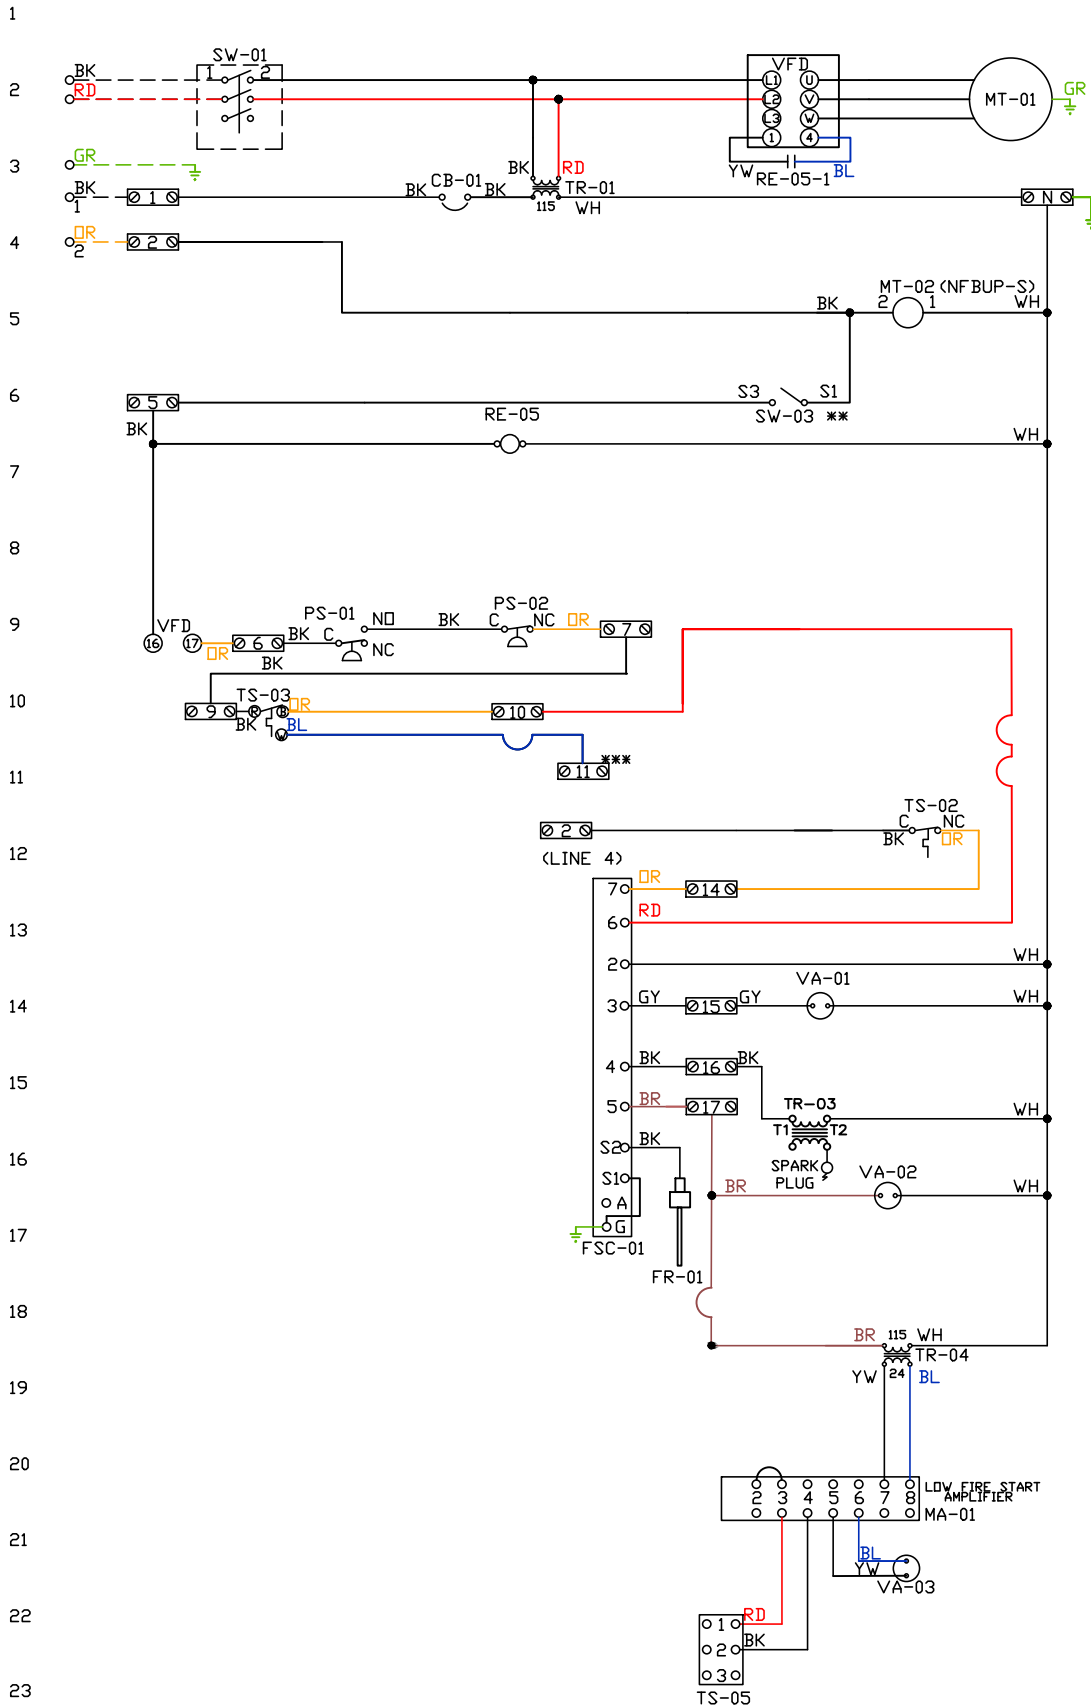 1
SW-01
BK 1 2 VFD
2 RD L1 U MT-01 GR
L2 V
L3 W
1 4
3 GR BK RD YW RE-05-1 BL
BK 1 1 BK CB-01 BK 115 TR-01 WH N
4 OR 2 2
MT-02 (NFBUP-S)
5 BK 2 1 WH
6 5 S3 S1
SW-03 **
BK RE-05 WH
7
8
9 VFD PS-01 NO BK PS-02 C NC OR 7
16 17 OR 6 BK C NC
BK
10 TS-03 OR
9 BK R B 10
W BL
11 11 ***
TS-02
2 C NC
BK OR
12 (LINE 4)
7 OR 14
13 6 RD
2 WH
VA-01
14 3 GY 15 GY WH
15 4 BK 16 BK
5 BR 17 TR-03 WH
T1 T2
16 S2 BK SPARK PLUG VA-02
S1 BR WH
A
17 G
FSC-01
FR-01
18
BR 115 WH
TR-04
19 YW 24 BL
20
LOW FIRE START
AMPLIFIER
2 3 4 5 6 7 8
MA-01
21 BL
YW
VA-03
22 1 RD
2 BK
3
23 TS-05